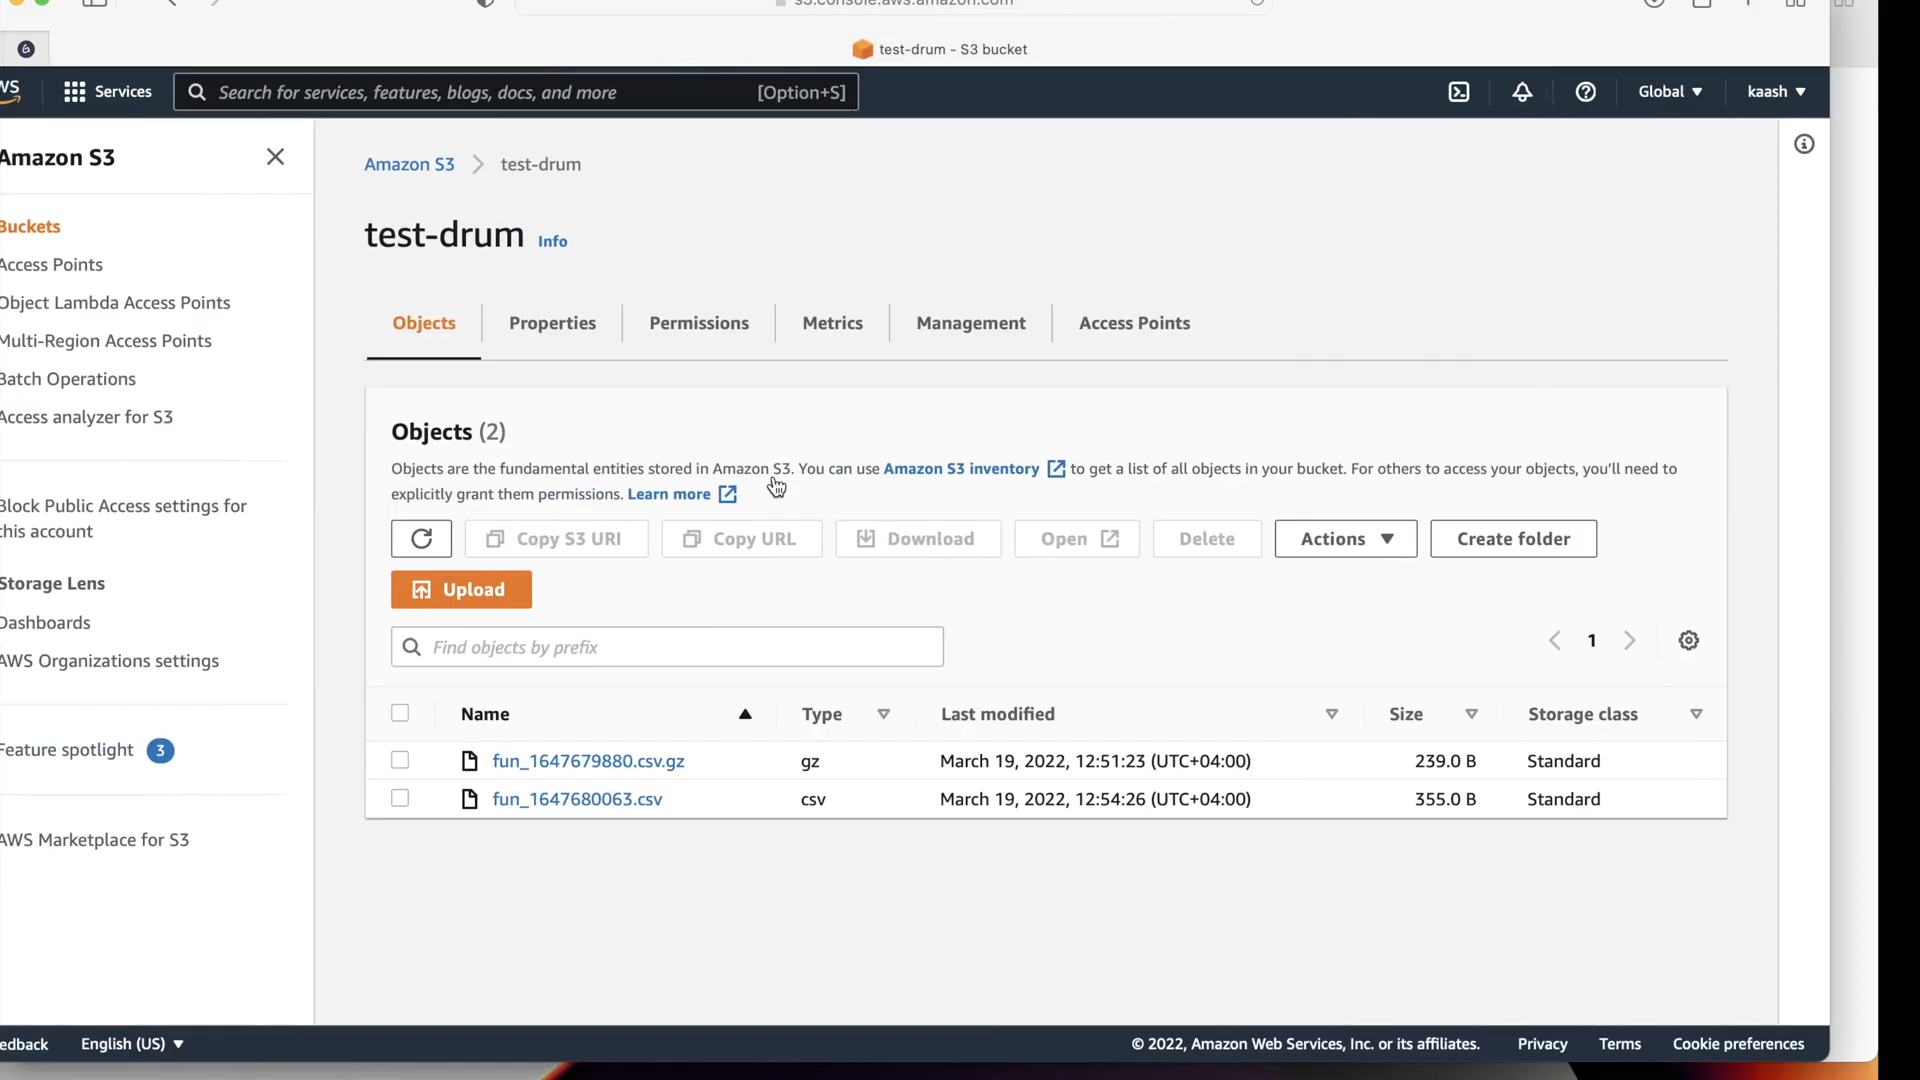 test-drum - S3 bucket
Services
Search for services, features, blogs, docs, and more [Option+S]
Global
kaash
Amazon S3
Buckets
Access Points
Object Lambda Access Points
Multi-Region Access Points
Batch Operations
Access analyzer for S3
Block Public Access settings for
this account
Storage Lens
Dashboards
AWS Organizations settings
Feature spotlight 3
AWS Marketplace for S3
Amazon S3 > test-drum
test-drum Info
Objects
Properties
Permissions
Metrics
Management
Access Points
Objects (2)
Objects are the fundamental entities stored in Amazon S3. You can use Amazon S3 inventory to get a list of all objects in your bucket. For others to access your objects, you'll need to
explicitly grant them permissions. Learn more
Copy S3 URI
Copy URL
Download
Open
Delete
Actions
Create folder
Upload
Find objects by prefix
1
Name Type Last modified Size Storage class
fun_1647679880.csv.gz gz March 19, 2022, 12:51:23 (UTC+04:00) 239.0 B Standard
fun_1647680063.csv csv March 19, 2022, 12:54:26 (UTC+04:00) 355.0 B Standard
edback
English (US)
© 2022, Amazon Web Services, Inc. or its affiliates.
Privacy
Terms
Cookie preferences